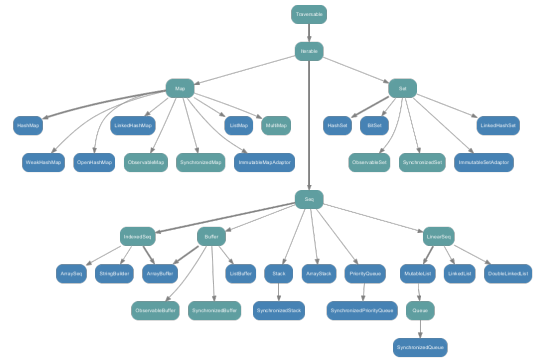 Traversable
Iterable
Map
Set
HashMap
LinkedHashMap
ListMap
MultiMap
HashSet
BitSet
LinkedHashSet
WeakHashMap
OpenHashMap
ObservableMap
SynchronizedMap
ImmutableMapAdaptor
ObservableSet
SynchronizedSet
ImmutableSetAdaptor
Seq
IndexedSeq
Buffer
LinearSeq
ArraySeq
StringBuilder
ArrayBuffer
ListBuffer
Stack
ArrayStack
PriorityQueue
MutableList
LinkedList
DoubleLinkedList
ObservableBuffer
SynchronizedBuffer
SynchronizedStack
SynchronizedPriorityQueue
Queue
SynchronizedQueue